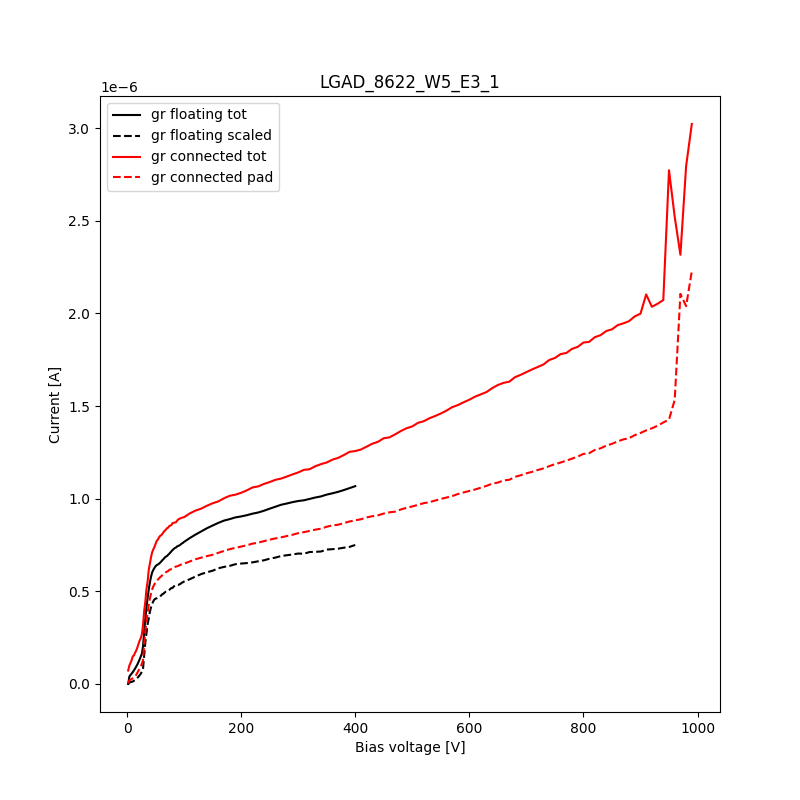 LGAD_8622_W5_E3_1
1e−6
gr floating tot
gr floating scaled
gr connected tot
gr connected pad
3.0
2.5
2.0
1.5
1.0
0.5
0.0
Current [A]
0 200 400 600 800 1000
Bias voltage [V]